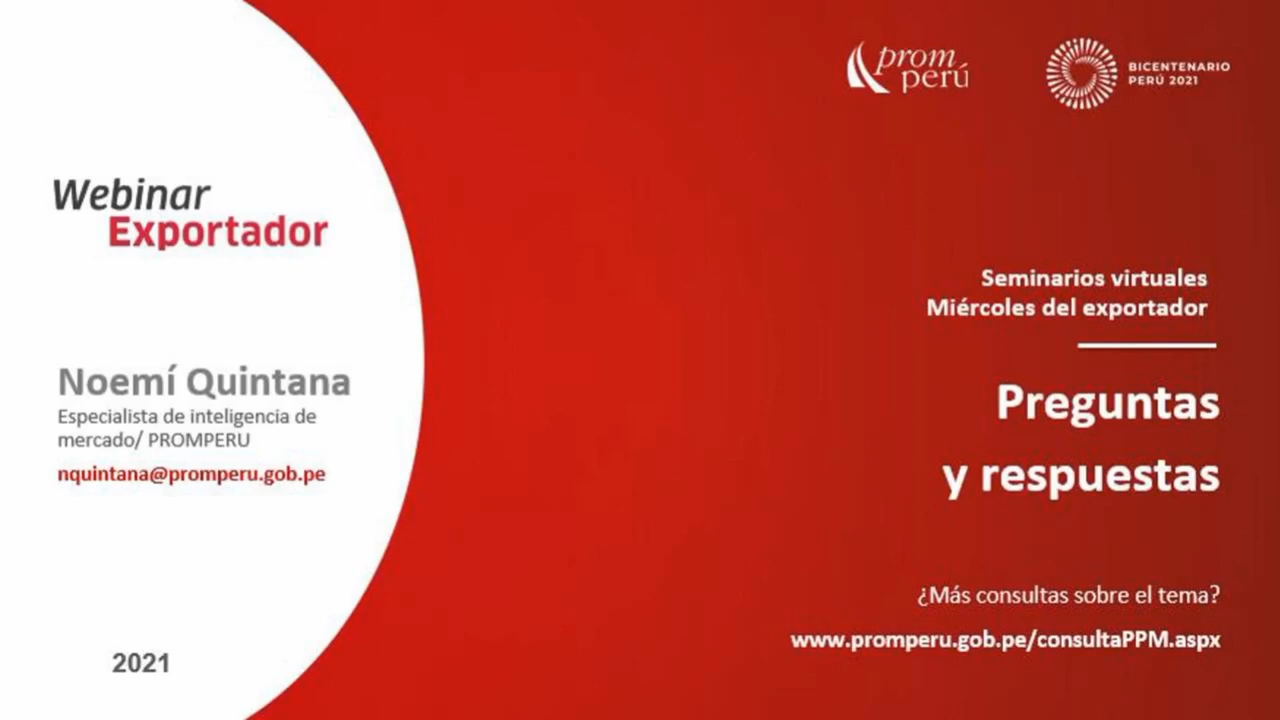 Webinar
Exportador
Noemí Quintana
Especialista de inteligencia de
mercado/ PROMPERU
nquintana@promperu.gob.pe
2021
prom
perú
BICENTENARIO
PERÚ 2021
Seminarios virtuales
Miércoles del exportador
Preguntas
y respuestas
¿Más consultas sobre el tema?
www.promperu.gob.pe/consultaPPM.aspx